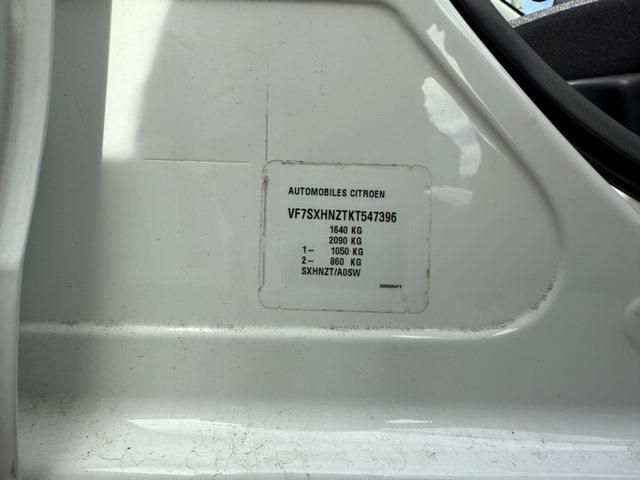 AUTOMOBILES CITROEN
VF7SXHNZTKT547396
1640 KG
2090 KG
1- 1050 KG
2- 860 KG
SXHNZT/A0SW